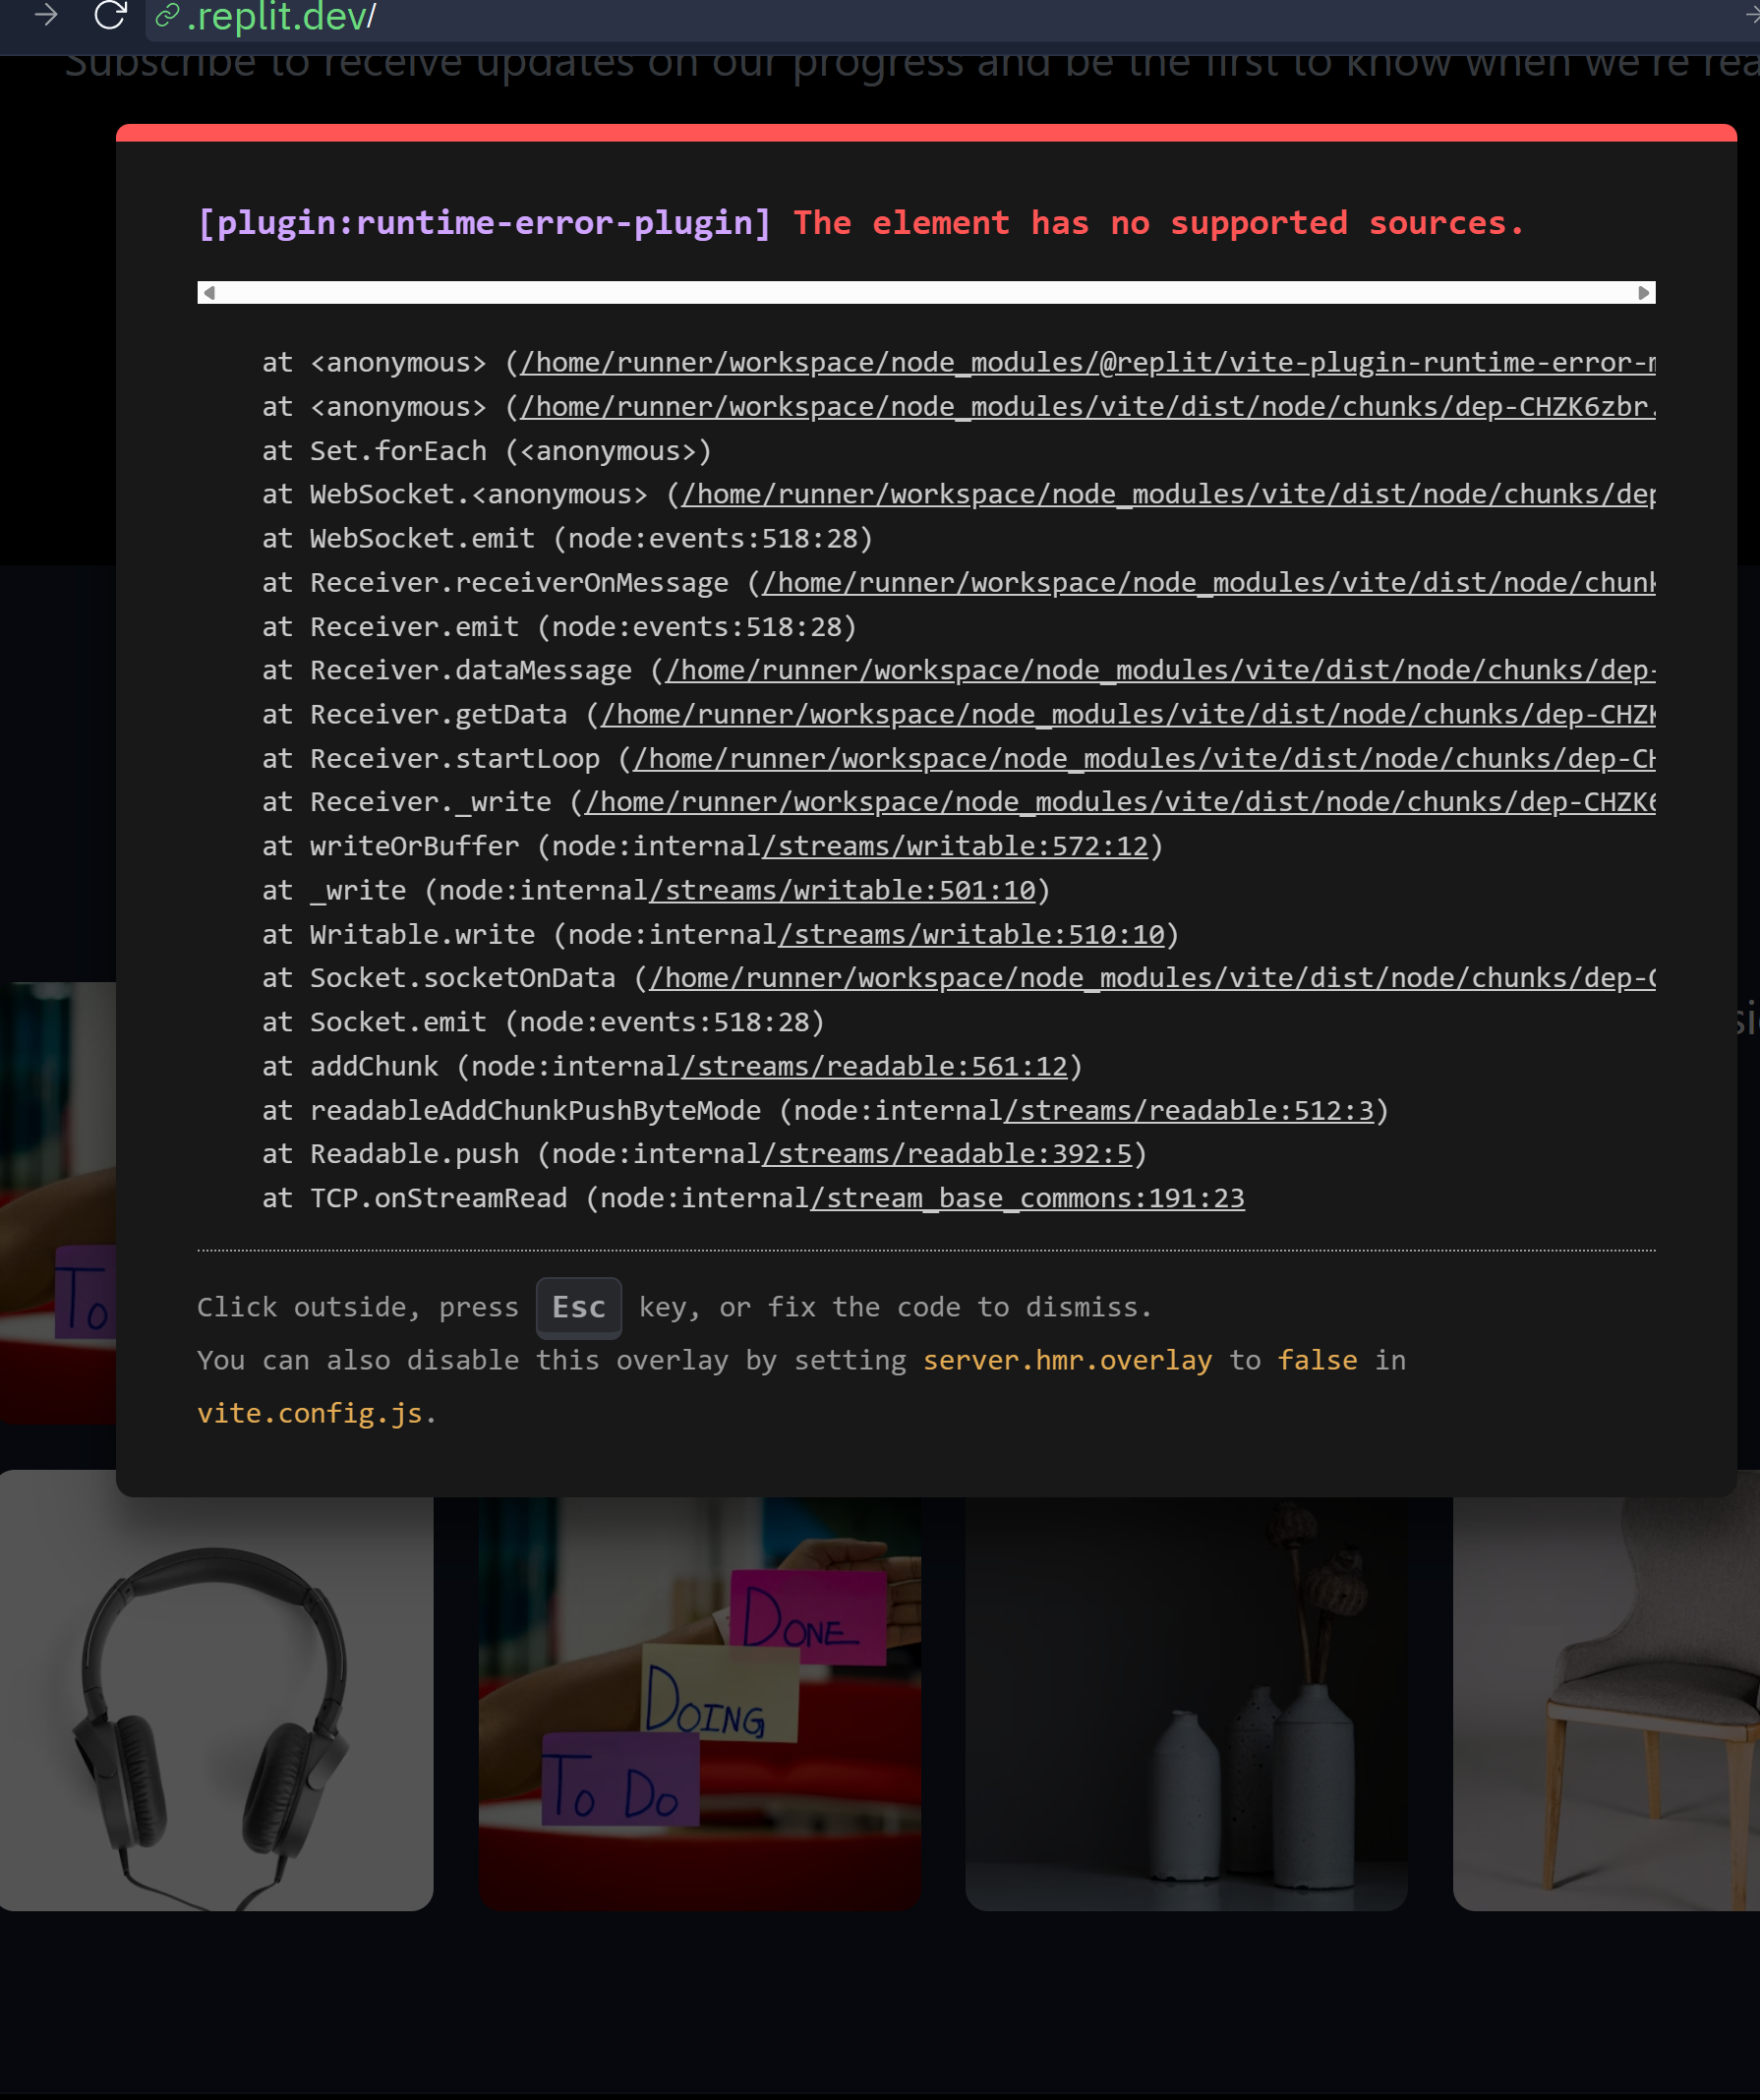 .replit.dev/
Subscribe to receive updates on our progress and be the first to know when we're
[plugin:runtime-error-plugin] The element has no supported sources.
at <anonymous> (/home/runner/workspace/node_modules/@replit/vite-plugin-runtime-error-
at <anonymous> (/home/runner/workspace/node_modules/vite/dist/node/chunks/dep-CHZK6zbr.
at Set.forEach (<anonymous>)
at WebSocket.<anonymous> (/home/runner/workspace/node_modules/vite/dist/node/chunks/dep
at WebSocket.emit (node:events:518:28)
at Receiver.receiverOnMessage (/home/runner/workspace/node_modules/vite/dist/node/chunk
at Receiver.emit (node:events:518:28)
at Receiver.dataMessage (/home/runner/workspace/node_modules/vite/dist/node/chunks/dep-
at Receiver.getData (/home/runner/workspace/node_modules/vite/dist/node/chunks/dep-CHZK
at Receiver.startLoop (/home/runner/workspace/node_modules/vite/dist/node/chunks/dep-CH
at Receiver._write (/home/runner/workspace/node_modules/vite/dist/node/chunks/dep-CHZK6
at writeOrBuffer (node:internal/streams/writable:572:12)
at _write (node:internal/streams/writable:501:10)
at Writable.write (node:internal/streams/writable:510:10)
at Socket.socketOnData (/home/runner/workspace/node_modules/vite/dist/node/chunks/dep-C
at Socket.emit (node:events:518:28)
at addChunk (node:internal/streams/readable:561:12)
at readableAddChunkPushByteMode (node:internal/streams/readable:512:3)
at Readable.push (node:internal/streams/readable:392:5)
at TCP.onStreamRead (node:internal/stream_base_commons:191:23
To
Click outside, press Esc key, or fix the code to dismiss.
You can also disable this overlay by setting server.hmr.overlay to false in
vite.config.js.
DONE
DOING
To Do